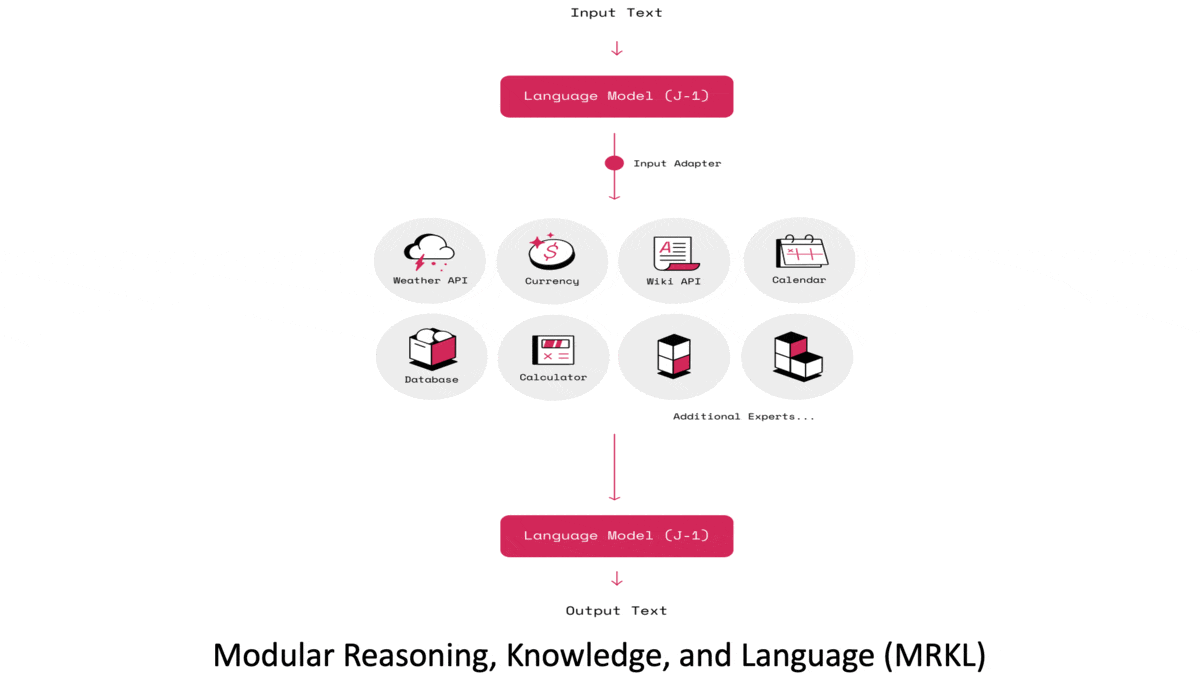 Input Text
Language Model (J-1)
Input Adapter
Weather API
Currency
Wiki API
Calendar
Database
Calculator
Additional Experts...
Language Model (J-1)
Output Text
Modular Reasoning, Knowledge, and Language (MRKL)